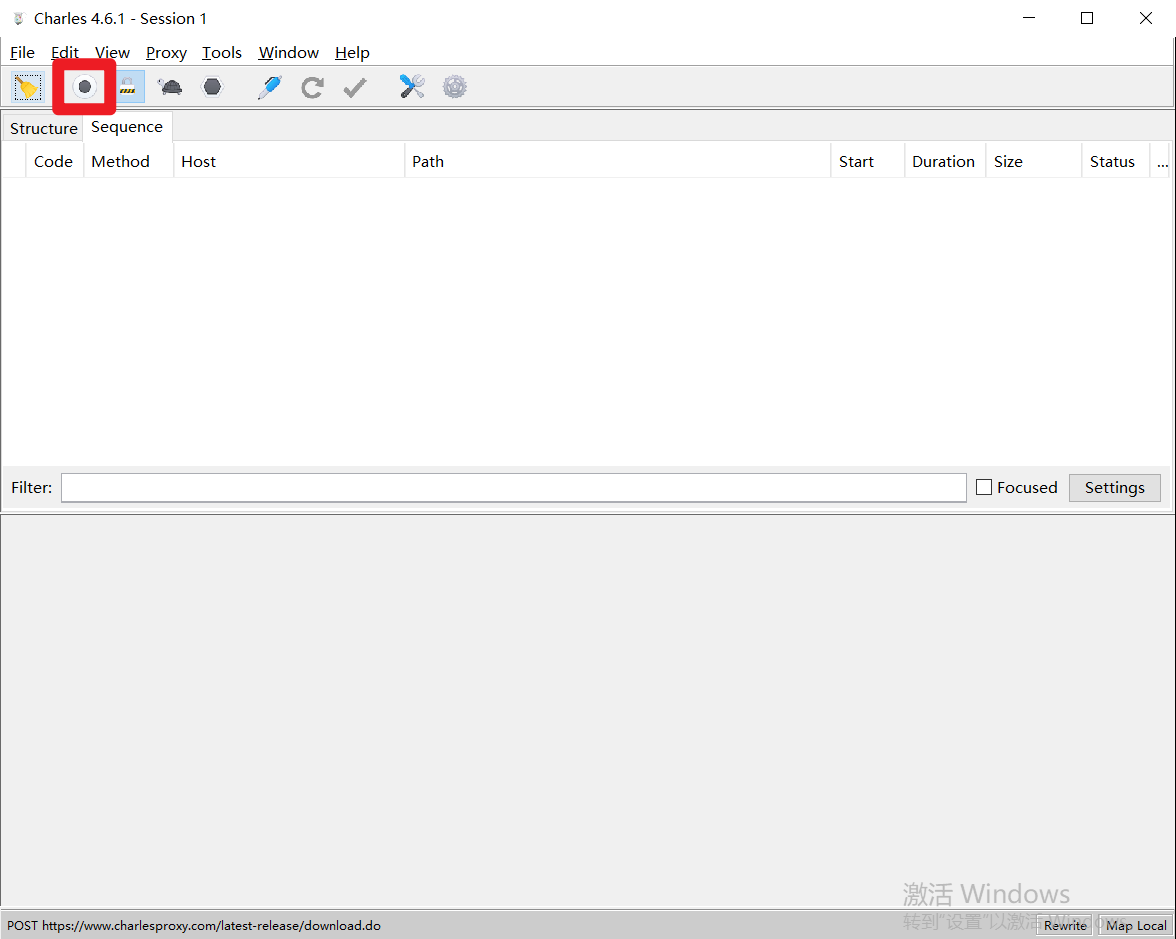 Charles 4.6.1 - Session 1
File Edit View Proxy Tools Window Help
Structure Sequence
Code Method Host Path Start Duration Size Status ...
Filter: Focused Settings
激活 Windows
转到"设置"以激活 Windows
POST https://www.charlesproxy.com/latest-release/download.do Rewrite Map Local